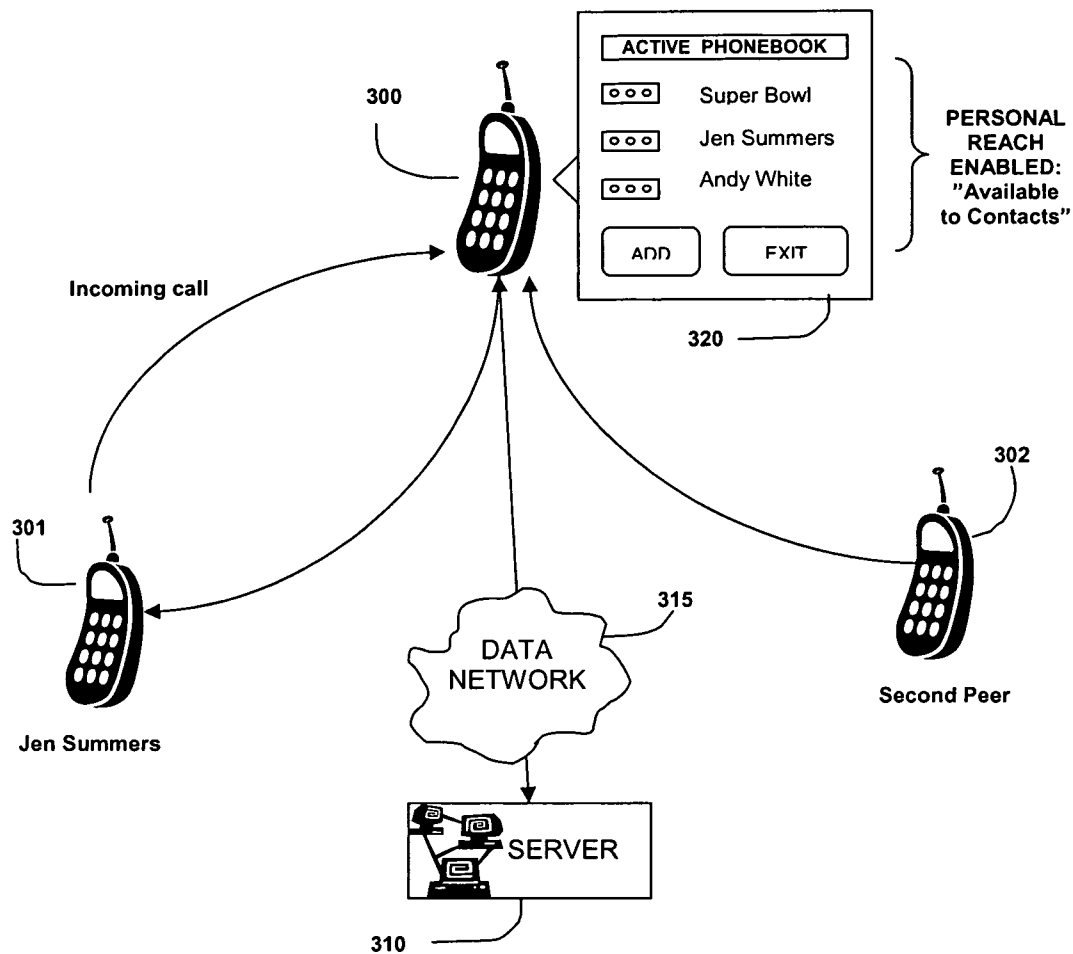 ACTIVE PHONEBOOK
Super Bowl
Jen Summers
Andy White
ADD
EXIT
PERSONAL
REACH
ENABLED:
"Available
to Contacts"
300
320
Incoming call
301
302
315
DATA
NETWORK
Jen Summers
Second Peer
SERVER
310